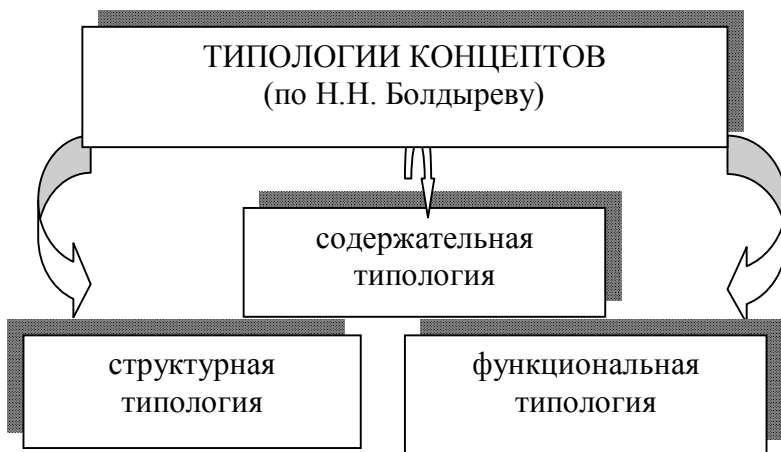 ТИПОЛОГИИ КОНЦЕПТОВ
(по Н.Н. Болдыреву)
содержательная
типология
структурная
типология
функциональная
типология